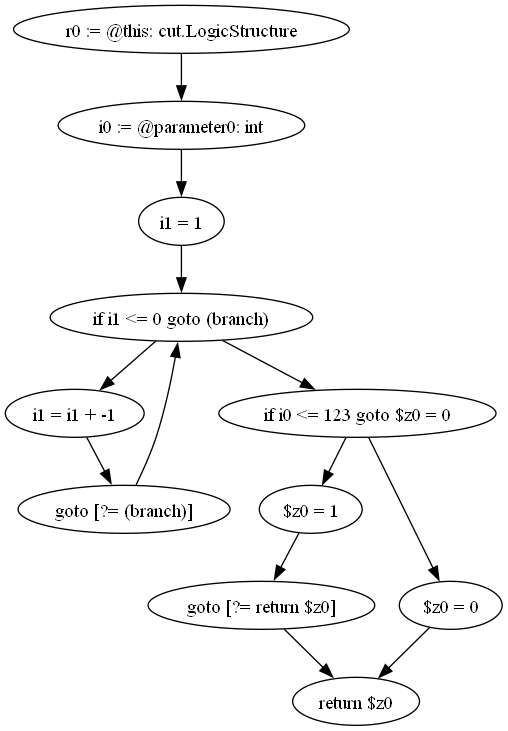 r0 := @this: cut.LogicStructure
i0 := @parameter0: int
i1 = 1
if i1 <= 0 goto (branch)
i1 = i1 + -1
if i0 <= 123 goto $z0 = 0
goto [?= (branch)]
$z0 = 1
goto [?= return $z0]
$z0 = 0
return $z0